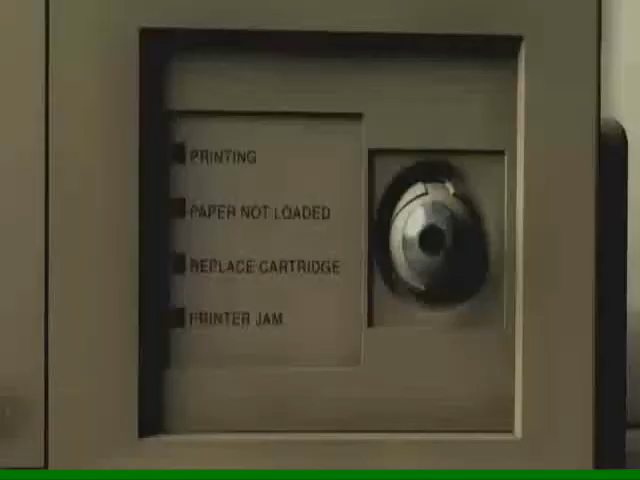 PRINTING
PAPER NOT LOADED
REPLACE CARTRIDGE
PRINTER JAM